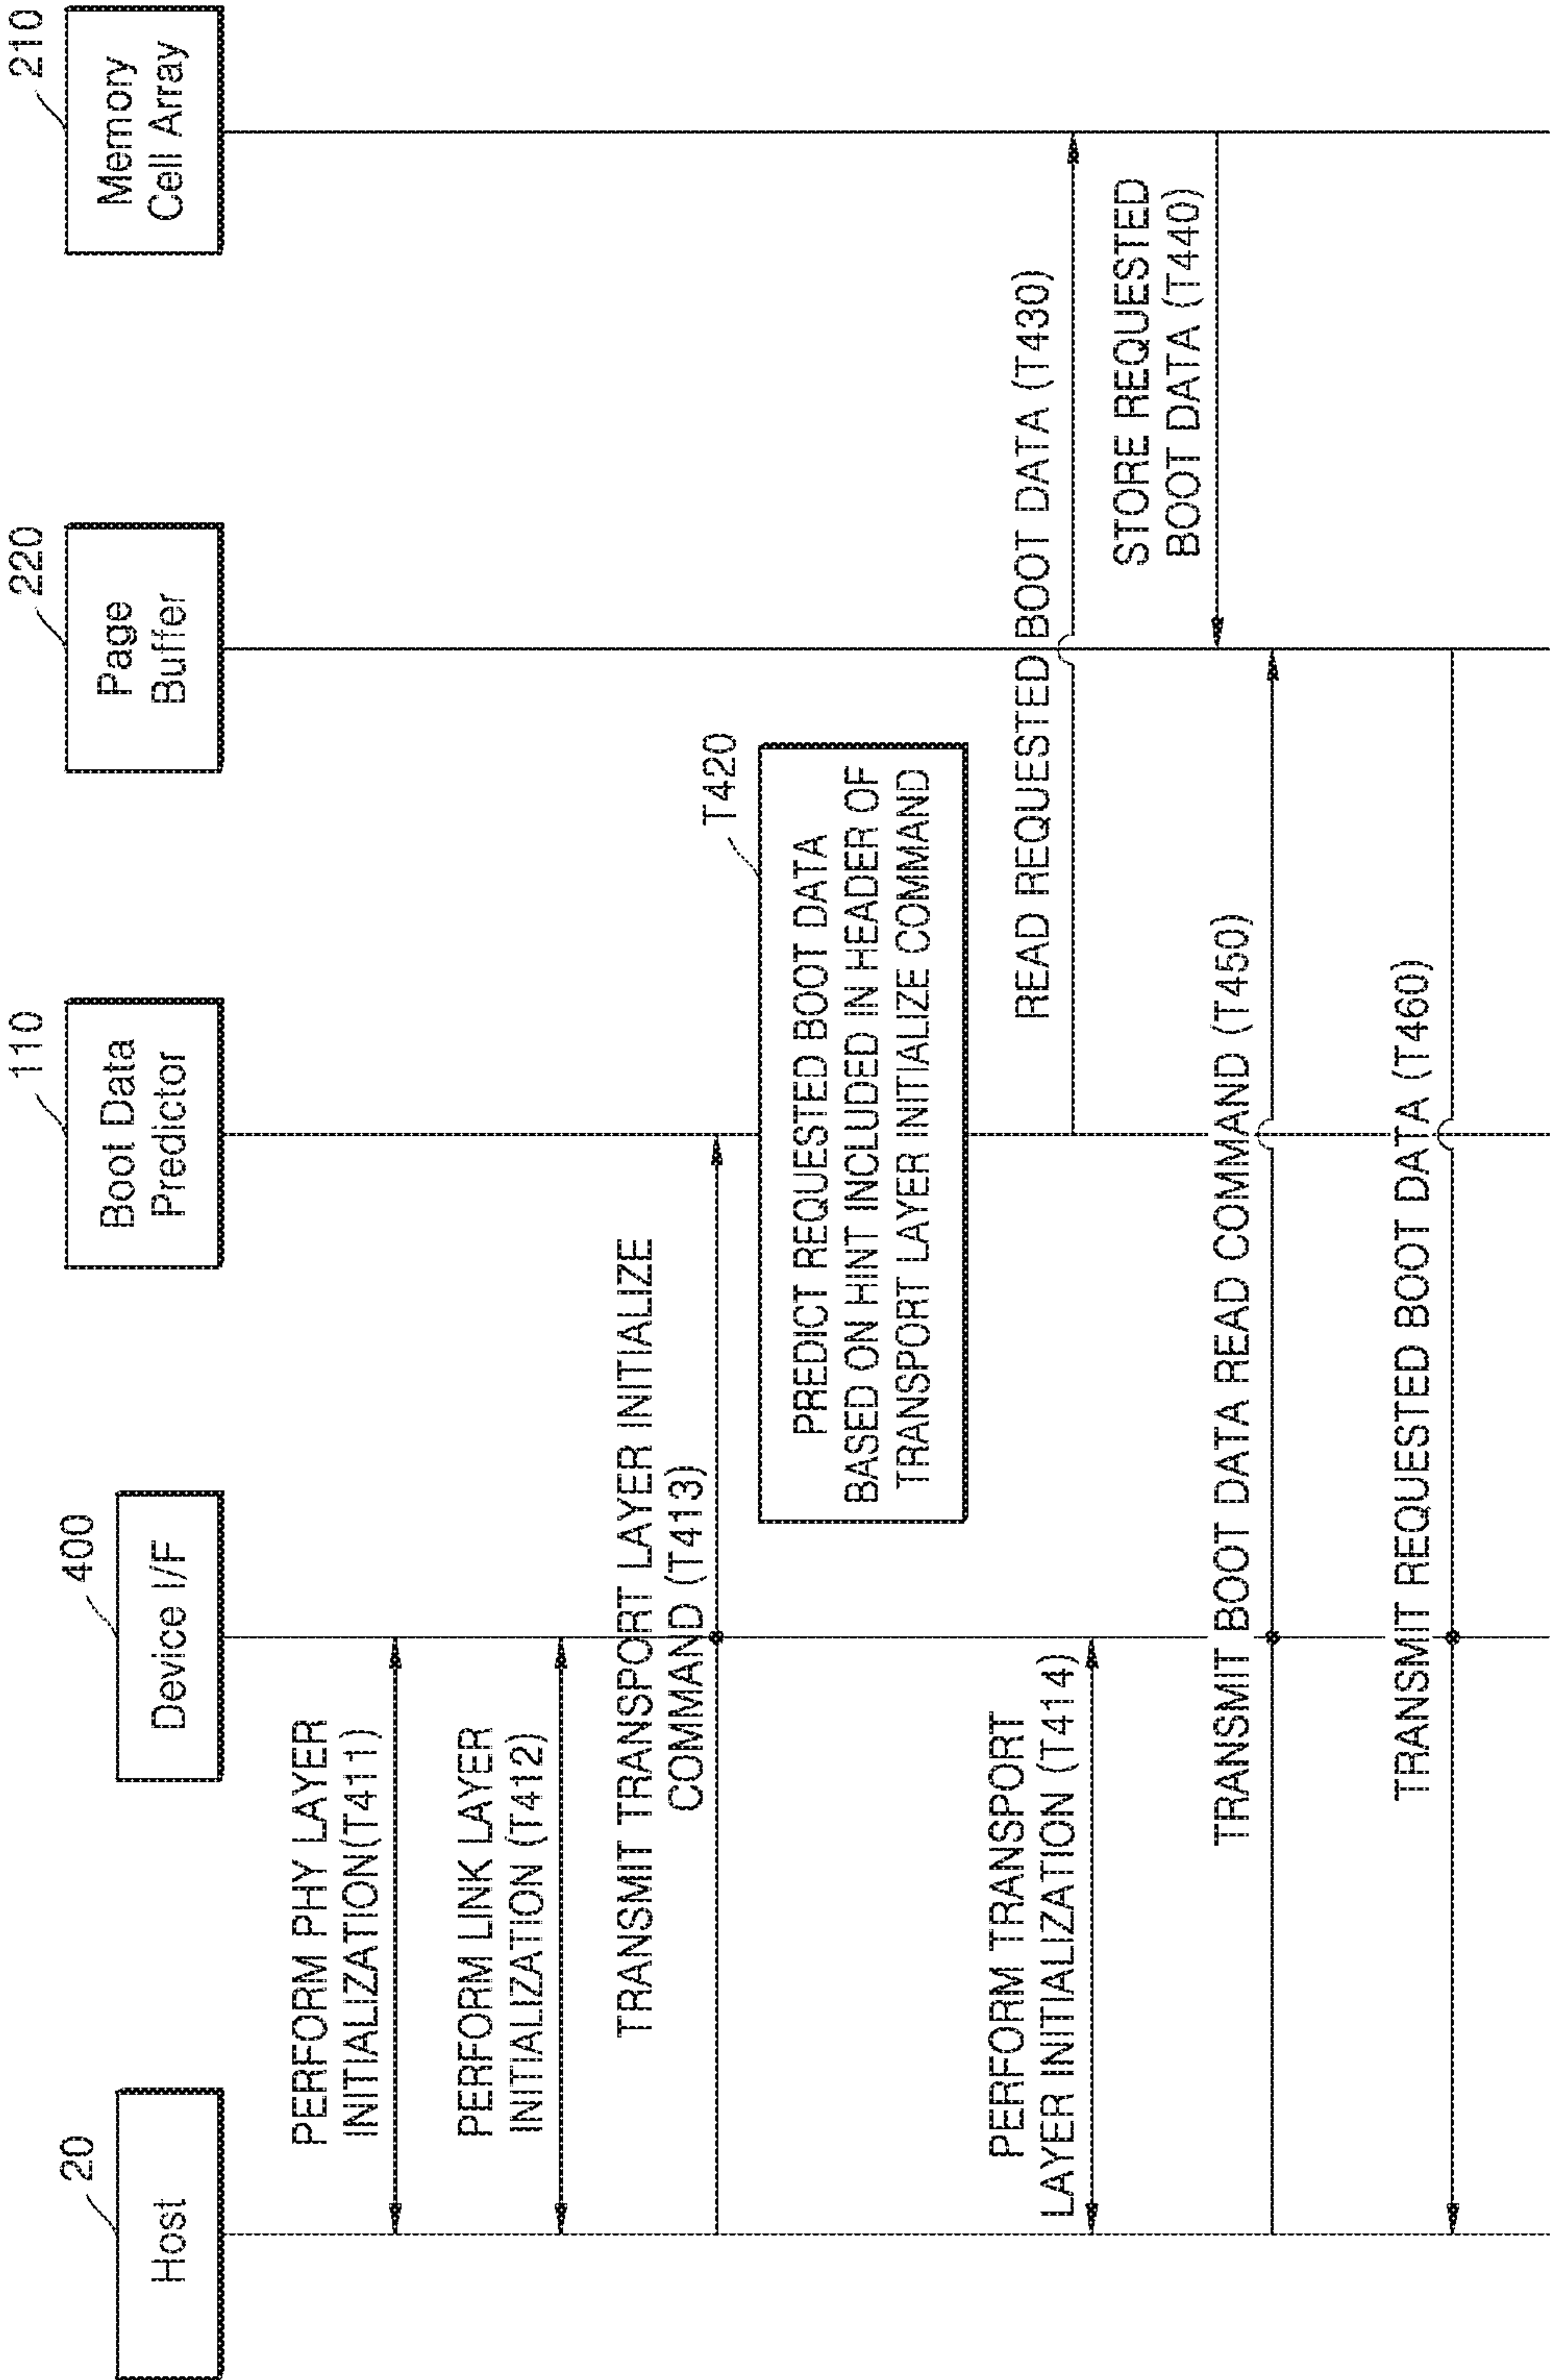 20
Host
400
Device I/F
110
Boot Data
Predictor
220
Page
Buffer
210
Memory
Cell Array
PERFORM PHY LAYER
INITIALIZATION(T411)
PERFORM LINK LAYER
INITIALIZATION (T412)
TRANSMIT TRANSPORT LAYER INITIALIZE
COMMAND (T413)
T420
PREDICT REQUESTED BOOT DATA
BASED ON HINT INCLUDED IN HEADER OF
TRANSPORT LAYER INITIALIZE COMMAND
PERFORM TRANSPORT
LAYER INITIALIZATION (T414)
READ REQUESTED BOOT DATA (T430)
STORE REQUESTED
BOOT DATA (T440)
TRANSMIT BOOT DATA READ COMMAND (T450)
TRANSMIT REQUESTED BOOT DATA (T460)